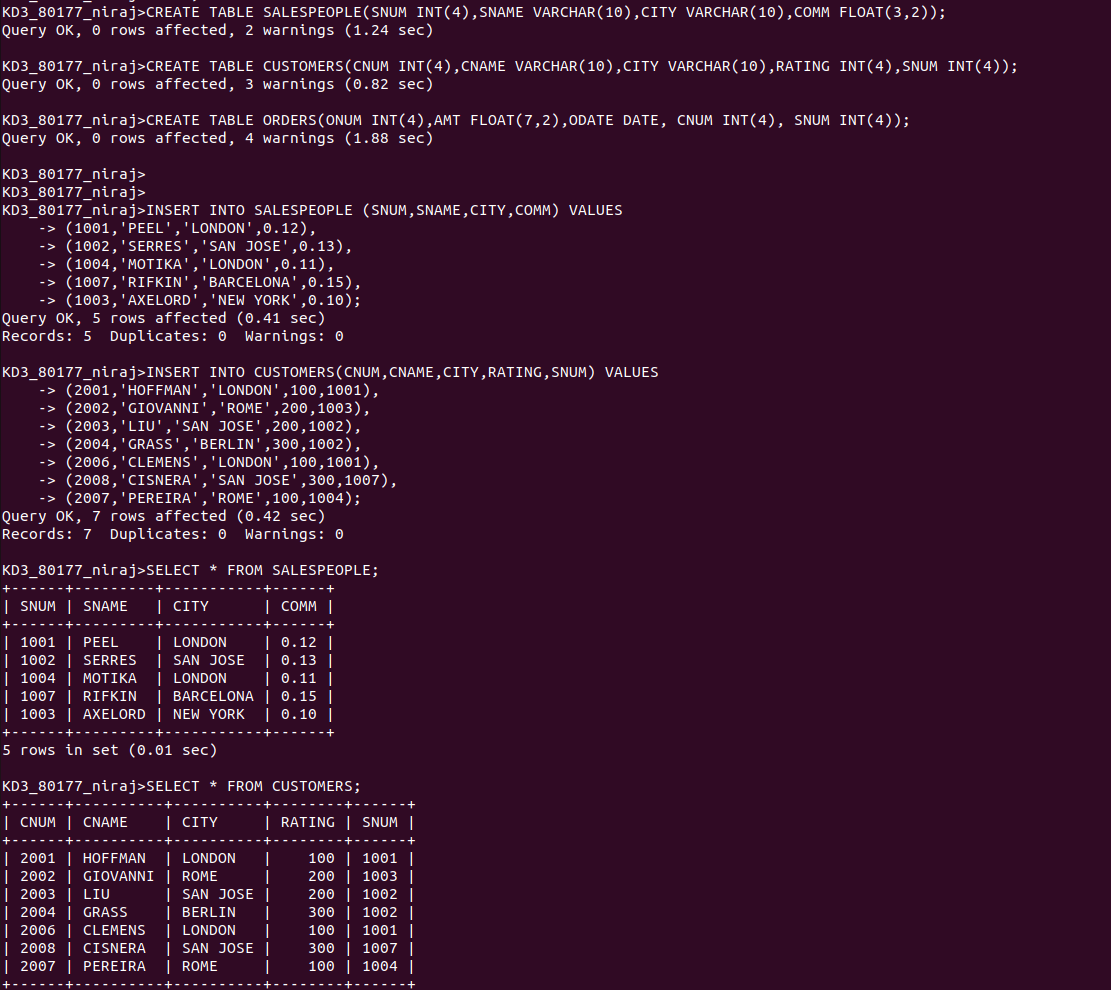 KD3_80177_niraj>CREATE TABLE SALESPEOPLE(SNUM INT(4),SNAME VARCHAR(10),CITY VARCHAR(10),COMM FLOAT(3,2));
Query OK, 0 rows affected, 2 warnings (1.24 sec)

KD3_80177_niraj>CREATE TABLE CUSTOMERS(CNUM INT(4),CNAME VARCHAR(10),CITY VARCHAR(10),RATING INT(4),SNUM INT(4));
Query OK, 0 rows affected, 3 warnings (0.82 sec)

KD3_80177_niraj>CREATE TABLE ORDERS(ONUM INT(4),AMT FLOAT(7,2),ODATE DATE, CNUM INT(4), SNUM INT(4));
Query OK, 0 rows affected, 4 warnings (1.88 sec)

KD3_80177_niraj>
KD3_80177_niraj>
KD3_80177_niraj>INSERT INTO SALESPEOPLE (SNUM,SNAME,CITY,COMM) VALUES
    -> (1001,'PEEL','LONDON',0.12),
    -> (1002,'SERRES','SAN JOSE',0.13),
    -> (1004,'MOTIKA','LONDON',0.11),
    -> (1007,'RIFKIN','BARCELONA',0.15),
    -> (1003,'AXELORD','NEW YORK',0.10);
Query OK, 5 rows affected (0.41 sec)
Records: 5  Duplicates: 0  Warnings: 0

KD3_80177_niraj>INSERT INTO CUSTOMERS(CNUM,CNAME,CITY,RATING,SNUM) VALUES
    -> (2001,'HOFFMAN','LONDON',100,1001),
    -> (2002,'GIOVANNI','ROME',200,1003),
    -> (2003,'LIU','SAN JOSE',200,1002),
    -> (2004,'GRASS','BERLIN',300,1002),
    -> (2006,'CLEMENS','LONDON',100,1001),
    -> (2008,'CISNERA','SAN JOSE',300,1007),
    -> (2007,'PEREIRA','ROME',100,1004);
Query OK, 7 rows affected (0.42 sec)
Records: 7  Duplicates: 0  Warnings: 0

KD3_80177_niraj>SELECT * FROM SALESPEOPLE;
+------+---------+-----------+------+
| SNUM | SNAME   | CITY      | COMM |
+------+---------+-----------+------+
| 1001 | PEEL    | LONDON    | 0.12 |
| 1002 | SERRES  | SAN JOSE  | 0.13 |
| 1004 | MOTIKA  | LONDON    | 0.11 |
| 1007 | RIFKIN  | BARCELONA | 0.15 |
| 1003 | AXELORD | NEW YORK  | 0.10 |
+------+---------+-----------+------+
5 rows in set (0.01 sec)

KD3_80177_niraj>SELECT * FROM CUSTOMERS;
+------+----------+----------+--------+------+
| CNUM | CNAME    | CITY     | RATING | SNUM |
+------+----------+----------+--------+------+
| 2001 | HOFFMAN  | LONDON   |    100 | 1001 |
| 2002 | GIOVANNI | ROME     |    200 | 1003 |
| 2003 | LIU      | SAN JOSE |    200 | 1002 |
| 2004 | GRASS    | BERLIN   |    300 | 1002 |
| 2006 | CLEMENS  | LONDON   |    100 | 1001 |
| 2008 | CISNERA  | SAN JOSE |    300 | 1007 |
| 2007 | PEREIRA  | ROME     |    100 | 1004 |
+------+----------+----------+--------+------+